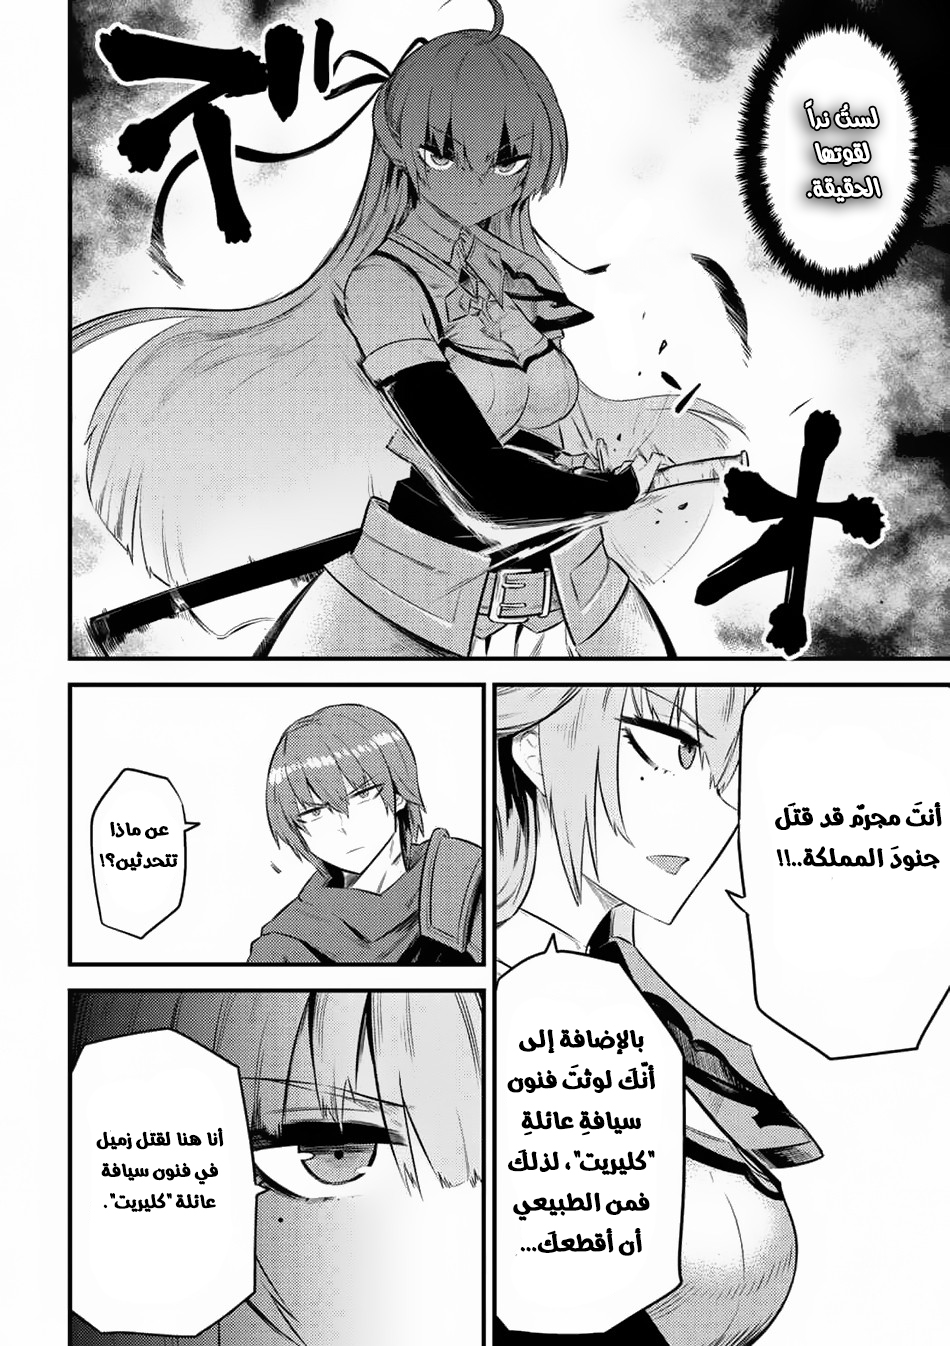 لستُ نداً
لقوتها
الحقيقة.
أنتَ مجرمٌ قد قتلَ
جنودَ المملكة..!!
بالإضافة إلى
أنّكَ لوثتَ فنون
سيافةِ عائلةِ
"كليريت"، لذلكَ
فمن الطبيعي
أن أقطعكَ...
عن ماذا
تتحدثين؟!
أنا هنا لقتل زميل
في فنون سيافة
عائلة "كليريت".